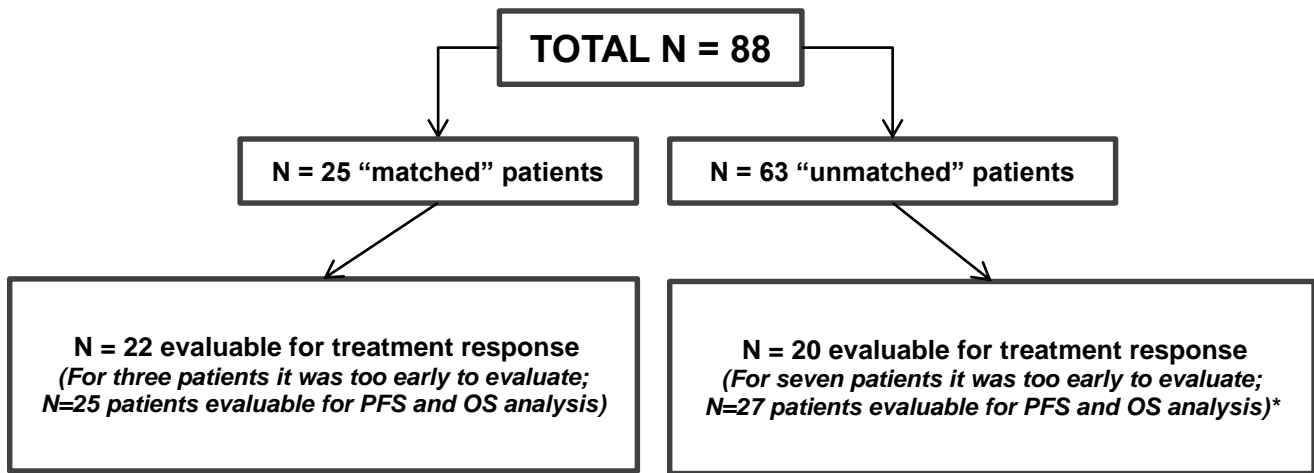 TOTAL N = 88
N = 25 “matched” patients
N = 63 “unmatched” patients
N = 22 evaluable for treatment response
(For three patients it was too early to evaluate;
N=25 patients evaluable for PFS and OS analysis)
N = 20 evaluable for treatment response
(For seven patients it was too early to evaluate;
N=27 patients evaluable for PFS and OS analysis)*